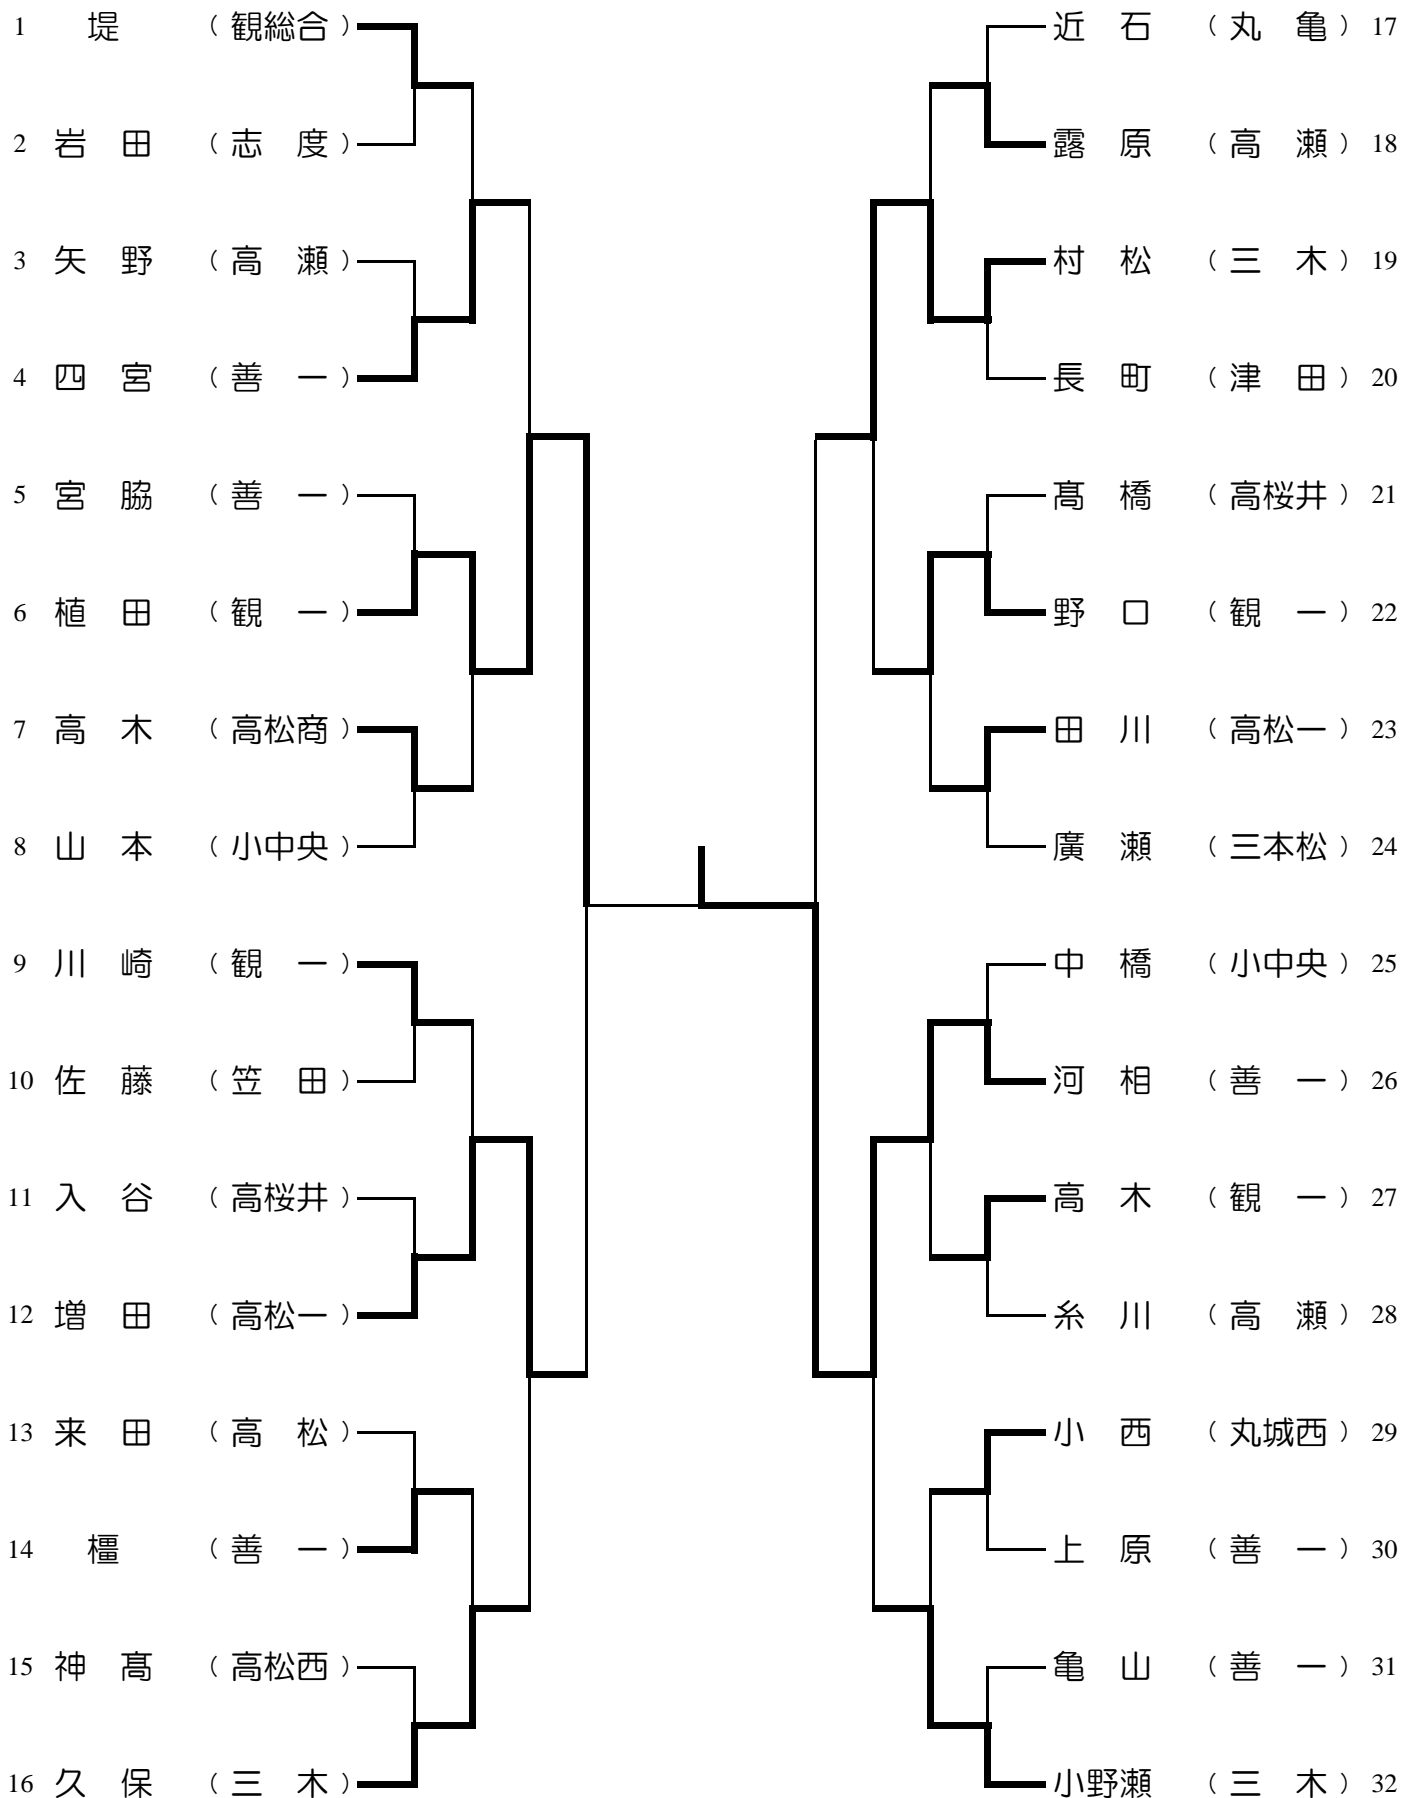 1 堤 （観総合）
2 岩田 （志度）
3 矢野 （高瀬）
4 四宮 （善一）
5 宮脇 （善一）
6 植田 （観一）
7 高木 （高松商）
8 山本 （小中央）
9 川崎 （観一）
10 佐藤 （笠田）
11 入谷 （高桜井）
12 増田 （高松一）
13 来田 （高松）
14 橿 （善一）
15 神髙 （高松西）
16 久保 （三木）
近石 （丸亀） 17
露原 （高瀬） 18
村松 （三木） 19
長町 （津田） 20
髙橋 （高桜井） 21
野口 （観一） 22
田川 （高松一） 23
廣瀬 （三本松） 24
中橋 （小中央） 25
河相 （善一） 26
高木 （観一） 27
糸川 （高瀬） 28
小西 （丸城西） 29
上原 （善一） 30
亀山 （善一） 31
小野瀬 （三木） 32